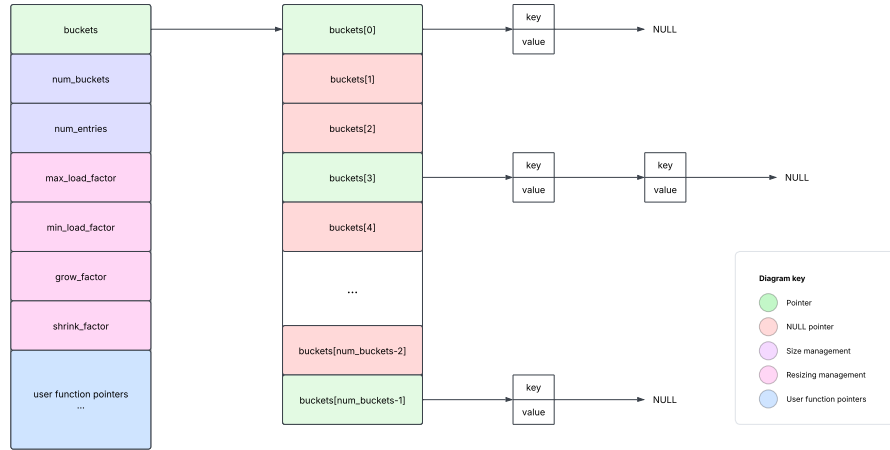 buckets
num_buckets
num_entries
max_load_factor
min_load_factor
grow_factor
shrink_factor
user function pointers
...
buckets[0]
buckets[1]
buckets[2]
buckets[3]
buckets[4]
...
buckets[num_buckets-2]
buckets[num_buckets-1]
key
value
NULL
key
value
key
value
NULL
key
value
NULL
Diagram key
Pointer
NULL pointer
Size management
Resizing management
User function pointers